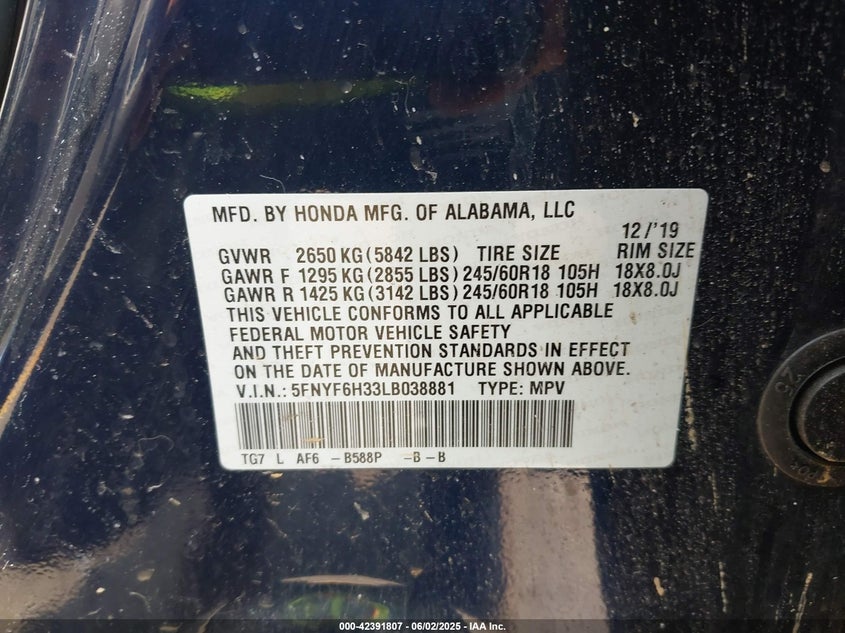 MFD. BY HONDA MFG. OF ALABAMA, LLC
12/'19
GVWR 2650 KG(5842 LBS) TIRE SIZE RIM SIZE
GAWR F 1295 KG(2855 LBS) 245/60R18 105H 18X8.0J
GAWR R 1425 KG(3142 LBS) 245/60R18 105H 18X8.0J
THIS VEHICLE CONFORMS TO ALL APPLICABLE
FEDERAL MOTOR VEHICLE SAFETY
AND THEFT PREVENTION STANDARDS IN EFFECT
ON THE DATE OF MANUFACTURE SHOWN ABOVE.
V.I.N.: 5FNYF6H33LB038881 TYPE: MPV
TG7 L AF6 -B588P -B-B
000-42391807 - 06/02/2025 - IAA Inc.